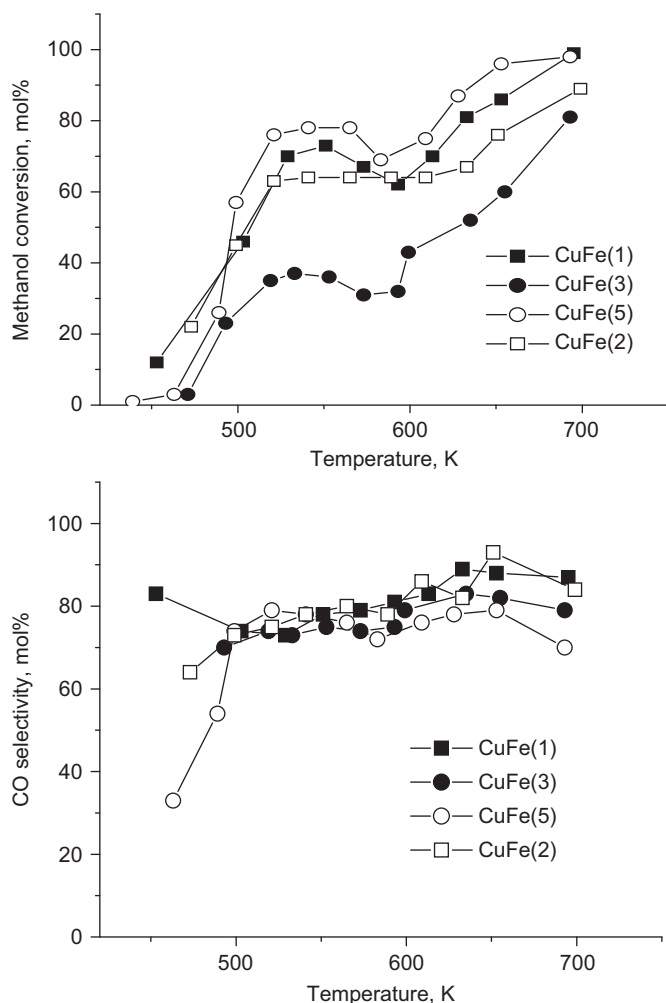 100
80
60
40
20
0
Methanol conversion, mol%
CuFe(1)
CuFe(3)
CuFe(5)
CuFe(2)
500
600
700
Temperature, K
100
80
60
40
20
0
CO selectivity, mol%
CuFe(1)
CuFe(3)
CuFe(5)
CuFe(2)
500
600
700
Temperature, K